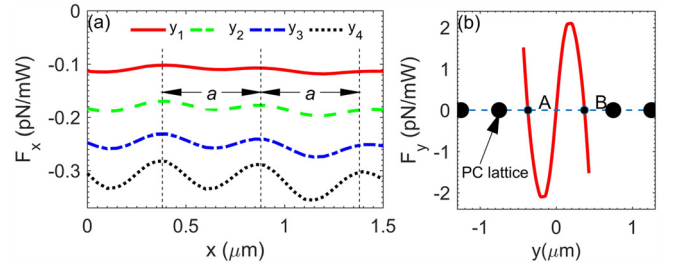 (a)
y1 y2 y3 y4
a a
0
-0.1
-0.2
-0.3
Fx (pN/mW)
0 0.5 1 1.5
x (μm)
(b)
2
1
0
-1
-2
Fy (pN/mW)
A B
PC lattice
-1 0 1
y(μm)